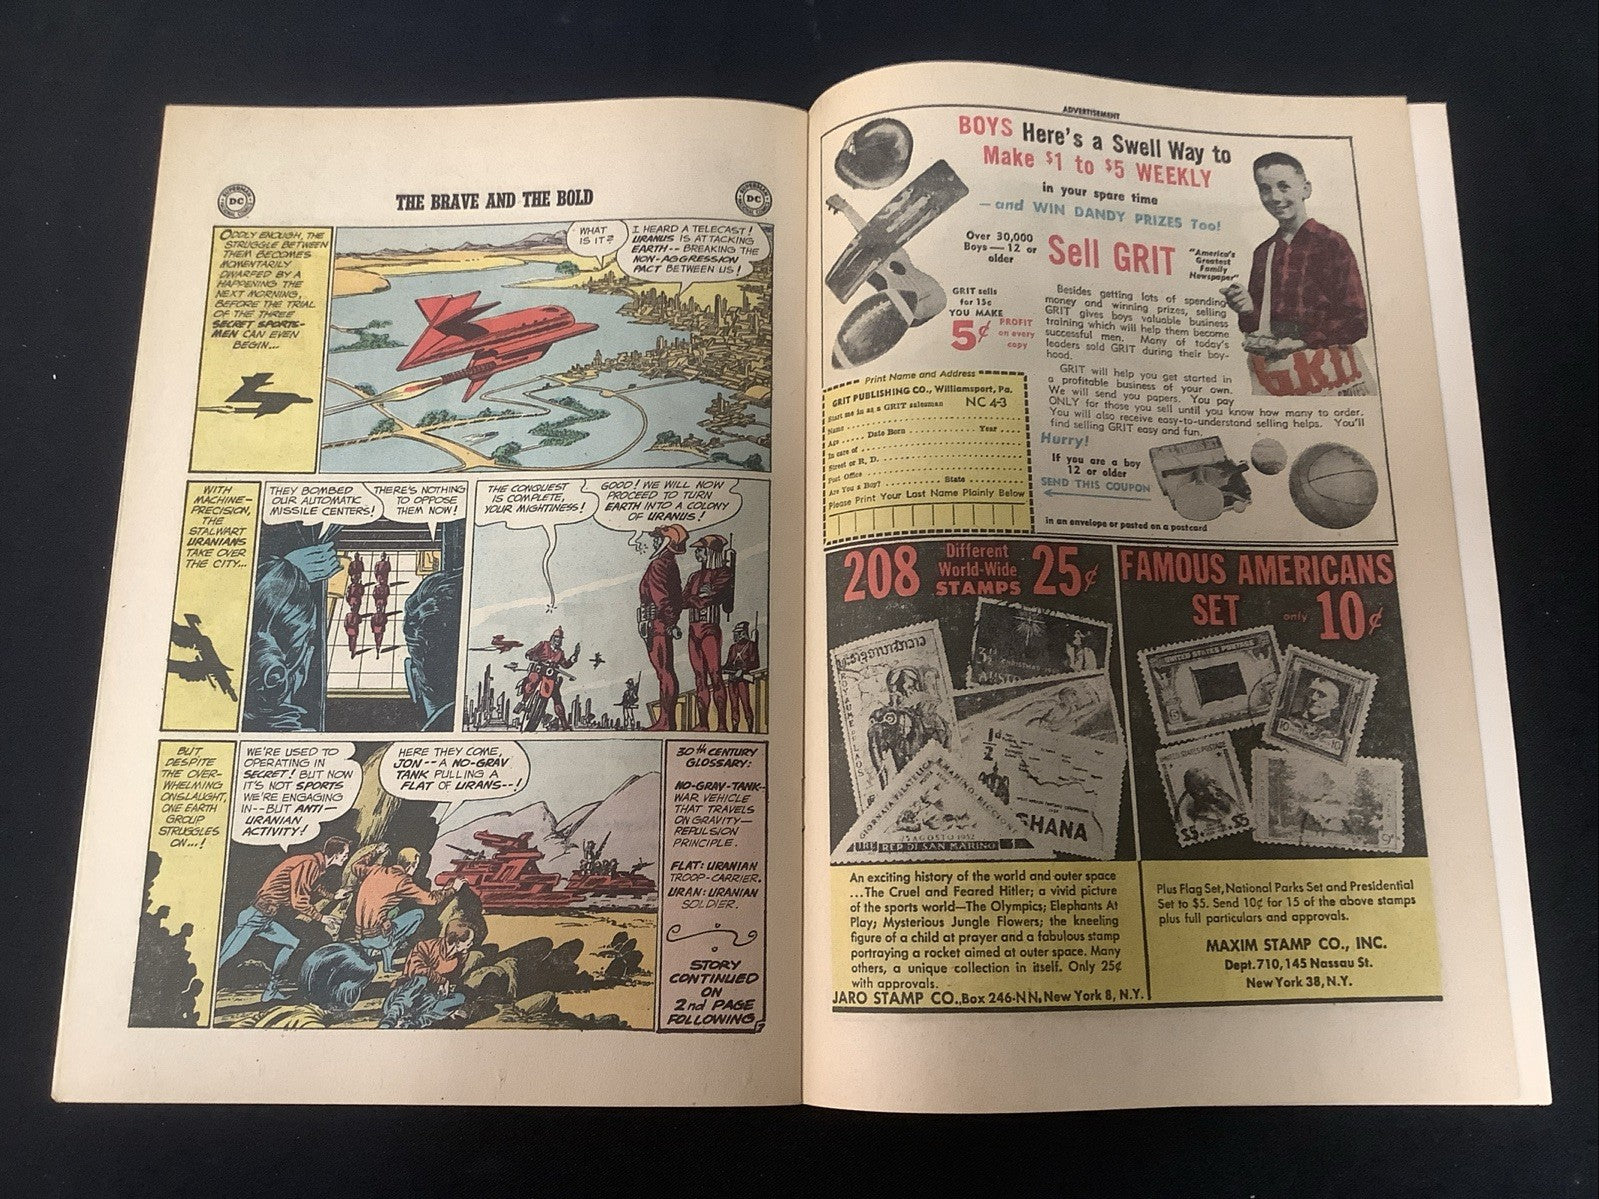 THE BRAVE AND THE BOLD
SUPERMAN
DC
NATIONAL COMICS
SUPERMAN
DC
NATIONAL COMICS
ODDLY ENOUGH, THE
STRUGGLE BETWEEN
THEM BECOMES
MOMENTARILY
DWARFED BY A
HAPPENING THE
NEXT MORNING,
BEFORE THE TRIAL
OF THE THREE
SECRET SPORTS-
MEN CAN EVEN
BEGIN...
WHAT
IS IT?
I HEARD A TELECAST!
URANUS IS ATTACKING
EARTH-- BREAKING THE
NON-AGGRESSION
PACT BETWEEN US!
WITH
MACHINE-
PRECISION,
THE
STALWART
URANIANS
TAKE OVER
THE CITY...
THEY BOMBED
OUR AUTOMATIC
MISSILE CENTERS!
THERE'S NOTHING
TO OPPOSE
THEM NOW!
THE CONQUEST
IS COMPLETE,
YOUR MIGHTINESS!
GOOD! WE WILL NOW
PROCEED TO TURN
EARTH INTO A COLONY
OF URANUS!
BUT
DESPITE
THE OVER-
WHELMING
ONSLAUGHT,
ONE EARTH
GROUP
STRUGGLES
ON...!
WE'RE USED TO
OPERATING IN
SECRET! BUT NOW
IT'S NOT SPORTS
WE'RE ENGAGING
IN--BUT ANTI-
URANIAN
ACTIVITY!
HERE THEY COME,
JON--A NO-GRAV
TANK PULLING A
FLAT OF URANS--!
30TH CENTURY
GLOSSARY:
NO-GRAV-TANK--
WAR VEHICLE
THAT TRAVELS
ON GRAVITY-
REPULSION
PRINCIPLE.
FLAT: URANIAN
TROOP-CARRIER.
URAN: URANIAN
SOLDIER.
STORY
CONTINUED
ON
2nd PAGE
FOLLOWING
7
ADVERTISEMENT
BOYS Here's a Swell Way to
Make $1 to $5 WEEKLY
in your spare time
—and WIN DANDY PRIZES Too!
Over 30,000
Boys—12 or
older
Sell GRIT
"America's
Greatest
Family
Newspaper"
GRIT sells
for 15c
YOU MAKE
5¢ PROFIT
on every
copy
Besides getting lots of spending
money and winning prizes, selling
GRIT gives boys valuable business
training which will help them become
successful men. Many of today's
leaders sold GRIT during their boy-
hood.
GRIT will help you get started in
a profitable business of your own.
We will send you papers. You pay
ONLY for those you sell until you know how many to order.
You will also receive easy-to-understand selling helps. You'll
find selling GRIT easy and fun.
GRIT
Print Name and Address
GRIT PUBLISHING CO., Williamsport, Pa.
Start me in as a GRIT salesman NC 4-3
Name
Age Date Born Year
In care of
Street or R. D.
Post Office State
Are You a Boy?
Please Print Your Last Name Plainly Below
Hurry!
If you are a boy
12 or older
SEND THIS COUPON
in an envelope or pasted on a postcard
208 Different
World-Wide
STAMPS 25¢
GHANA
REP. DI SAN MARINO
An exciting history of the world and outer space
...The Cruel and Feared Hitler; a vivid picture
of the sports world—The Olympics; Elephants At
Play; Mysterious Jungle Flowers; the kneeling
figure of a child at prayer and a fabulous stamp
portraying a rocket aimed at outer space. Many
others, a unique collection in itself. Only 25¢
with approvals.
JARO STAMP CO., Box 246-NN, New York 8, N.Y.
FAMOUS AMERICANS
SET only 10¢
UNITED STATES POSTAGE
Plus Flag Set, National Parks Set and Presidential
Set to $5. Send 10¢ for 15 of the above stamps
plus full particulars and approvals.
MAXIM STAMP CO., INC.
Dept. 710, 145 Nassau St.
New York 38, N.Y.